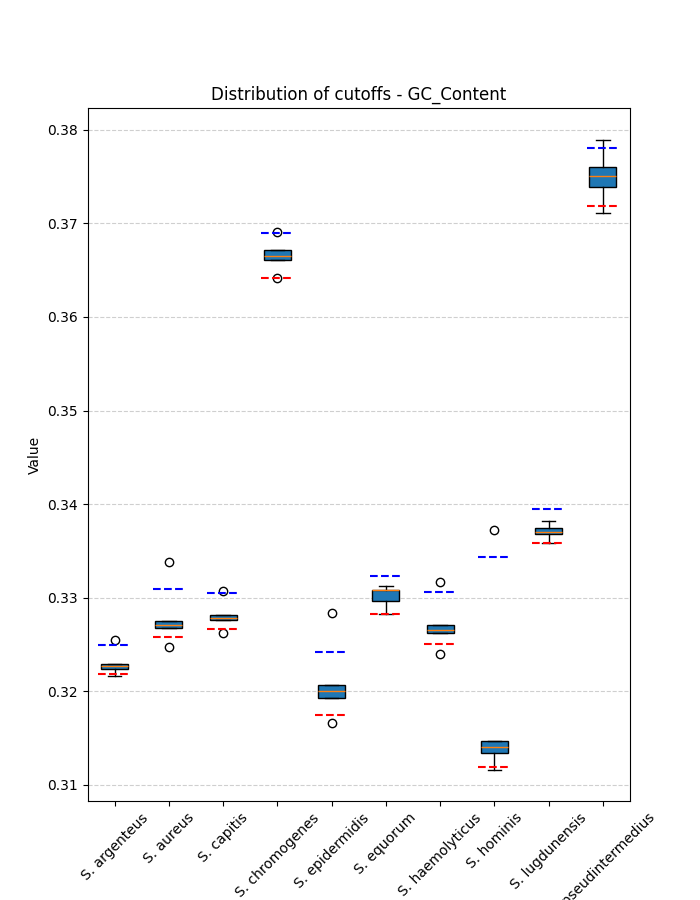 Distribution of cutoffs - GC_Content
Value
0.38
0.37
0.36
0.35
0.34
0.33
0.32
0.31
S. argenteus
S. aureus
S. capitis
S. chromogenes
S. epidermidis
S. equorum
S. haemolyticus
S. hominis
S. lugdunensis
pseudintermedius